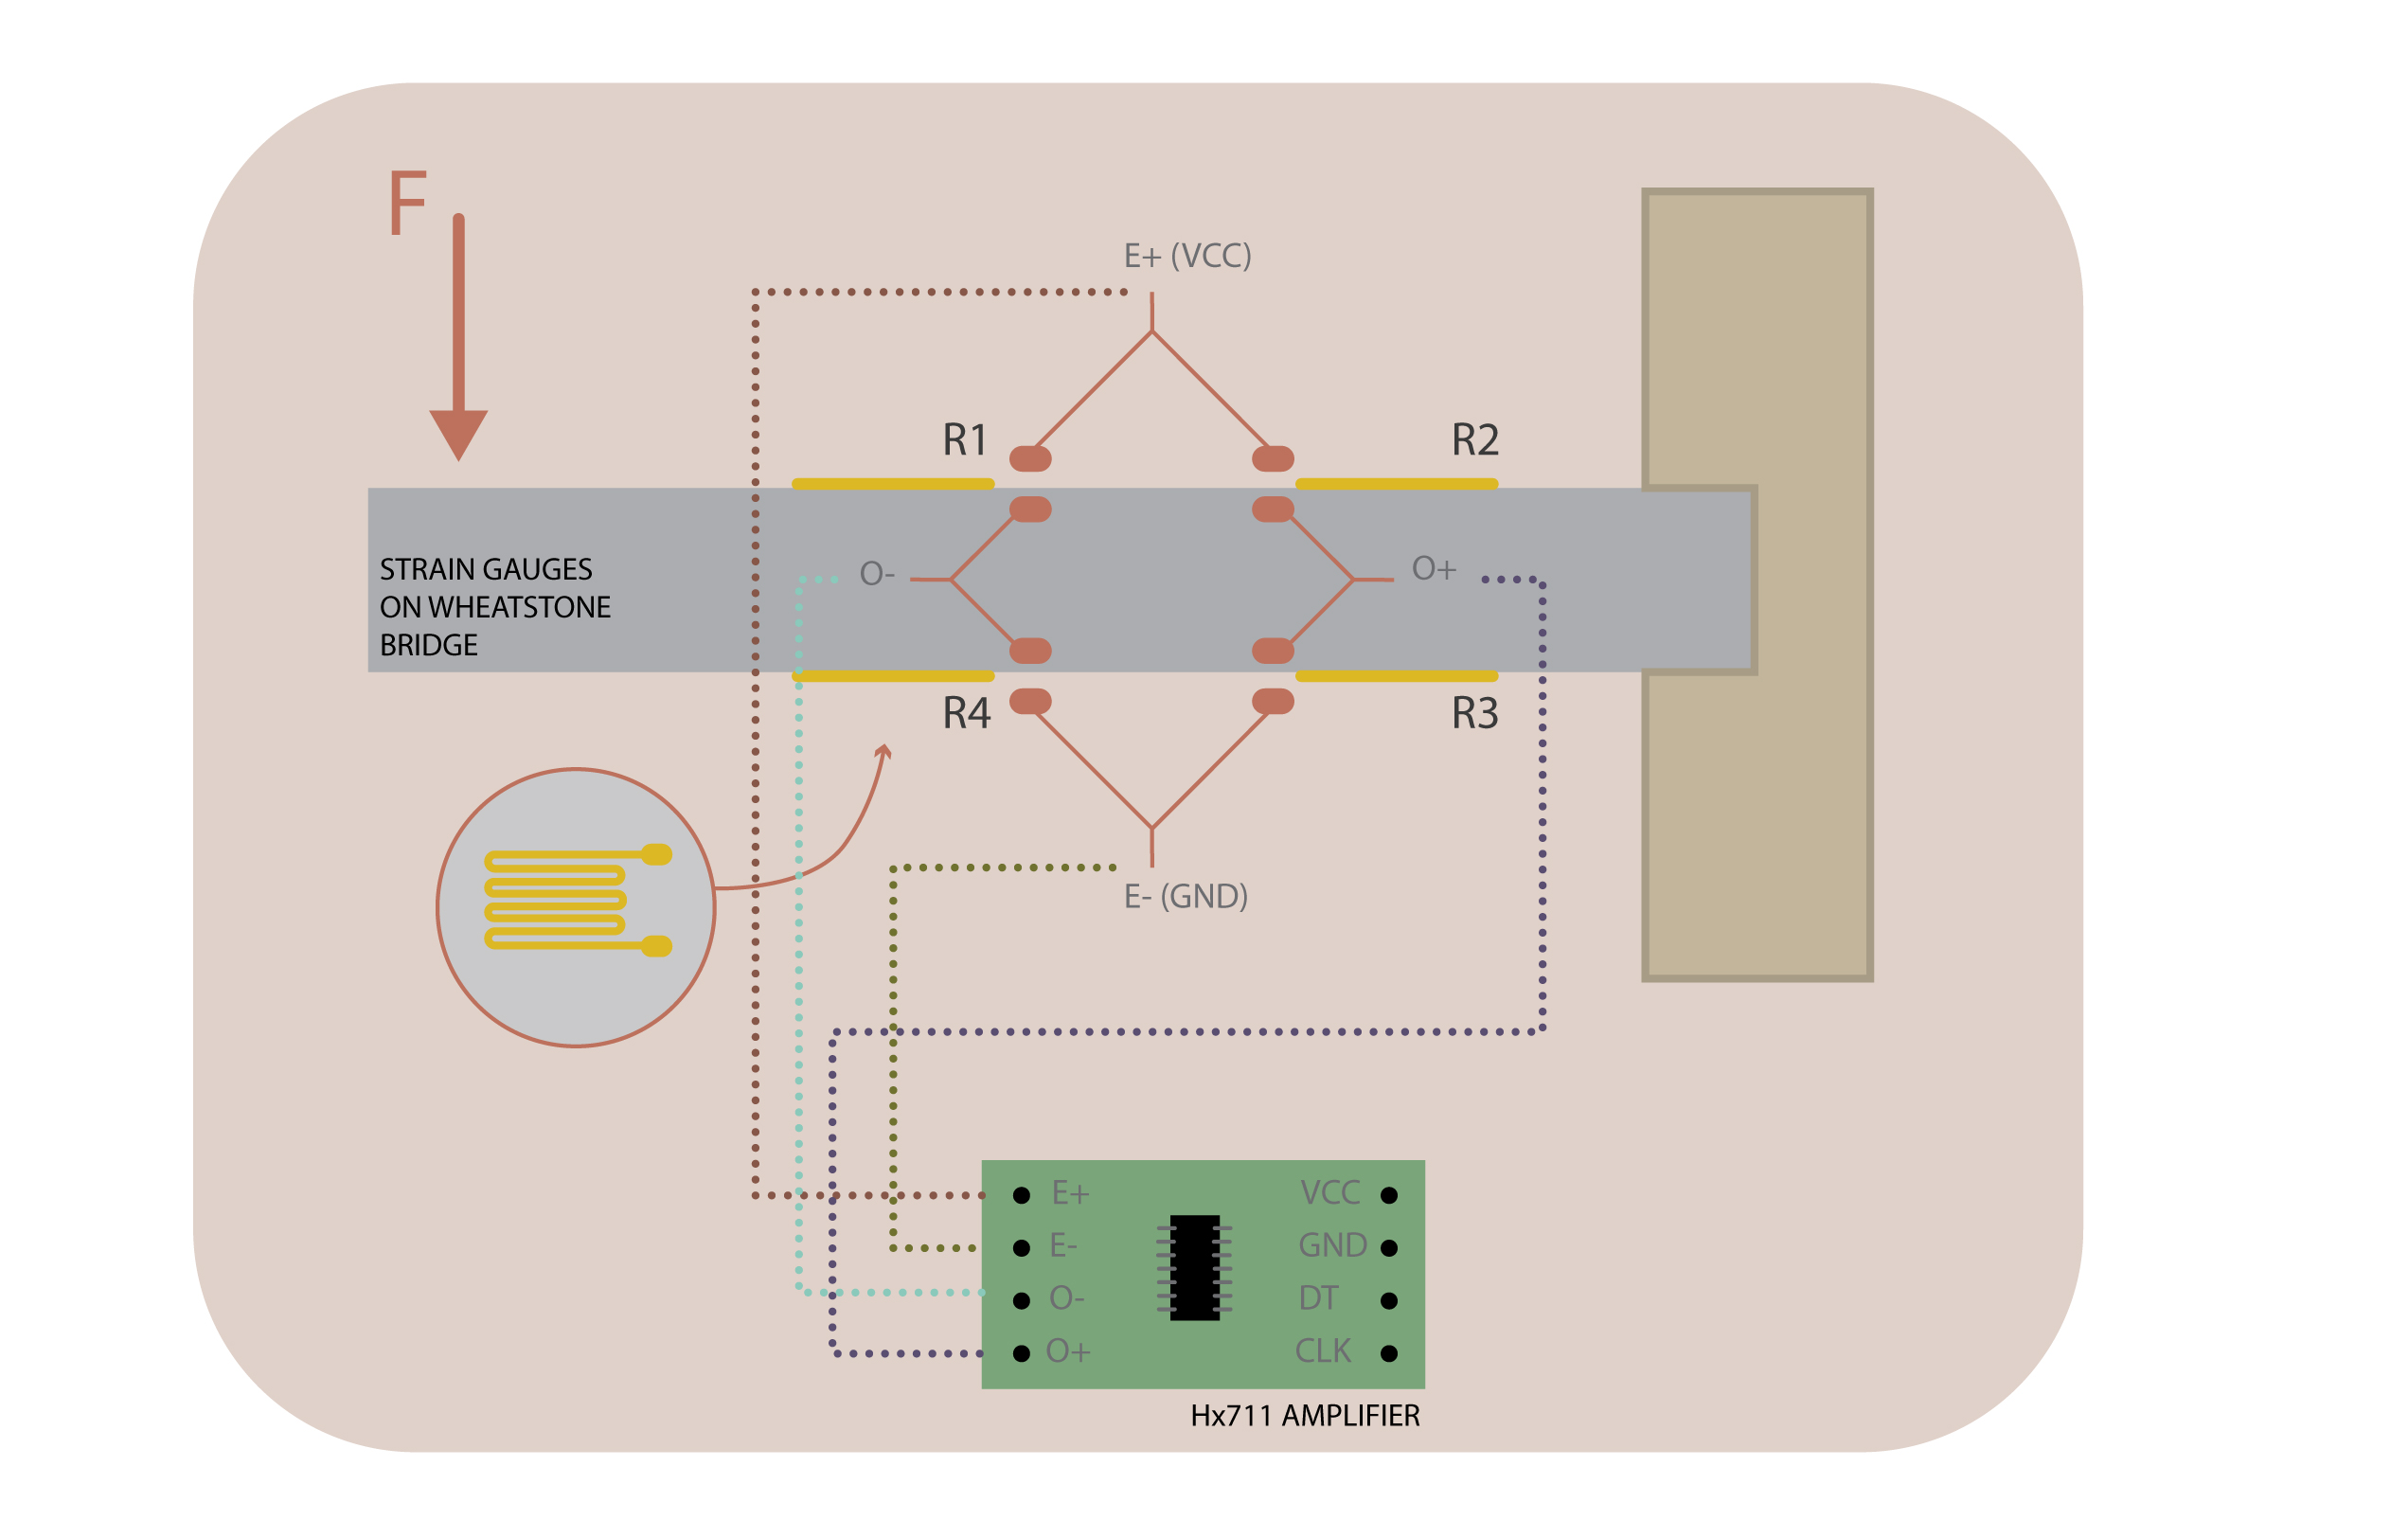 F
E+ (VCC)
R1
R2
STRAIN GAUGES
ON WHEATSTONE
BRIDGE
O-
O+
R4
R3
E- (GND)
E+
VCC
E-
GND
O-
DT
O+
CLK
Hx711 AMPLIFIER